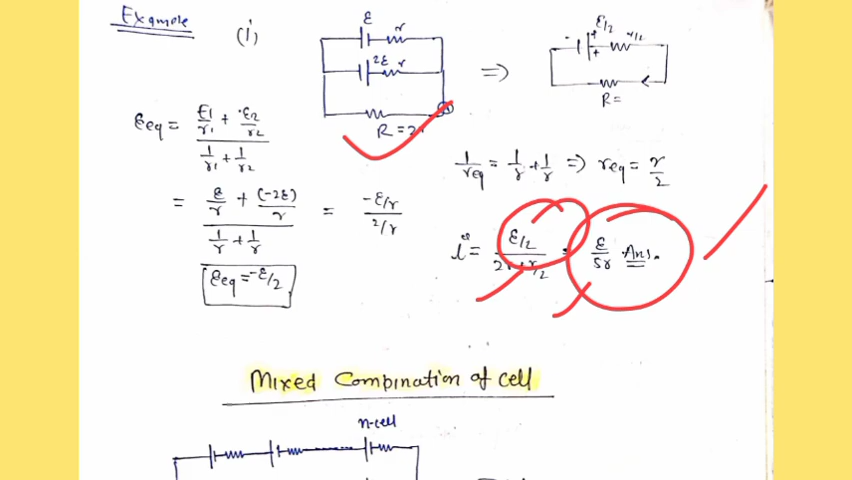 Example (i)
ε r
2ε r
R = 2r
⇒
ε/2 r/2
- + +
R =
εeq = (ε1/r1 + ε2/r2) / (1/r1 + 1/r2)
= (ε/r + (-2ε)/r) / (1/r + 1/r) = (-ε/r) / (2/r)
εeq = -ε/2
1/req = 1/r + 1/r ⇒ req = r/2
i = (ε/2) / (2r + r/2) = ε/5r Ans.
Mixed Combination of cell
n-cell